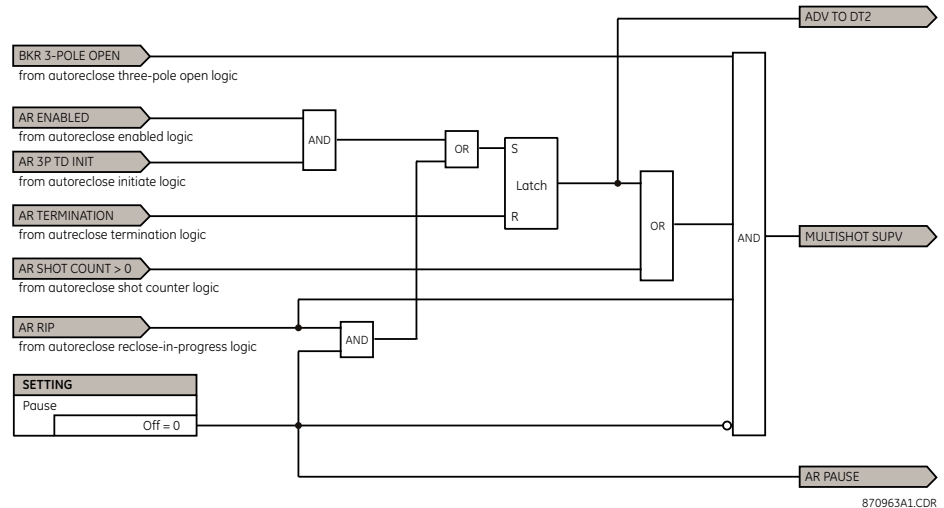 ADV TO DT2
BKR 3-POLE OPEN
from autoreclose three-pole open logic
AR ENABLED
from autoreclose enabled logic
AND
OR
S
AR 3P TD INIT
from autoreclose initiate logic
Latch
AR TERMINATION
from autreclose termination logic
R
OR
AND
MULTISHOT SUPV
AR SHOT COUNT > 0
from autoreclose shot counter logic
AR RIP
from autoreclose reclose-in-progress logic
AND
SETTING
Pause
Off = 0
AR PAUSE
870963A1.CDR